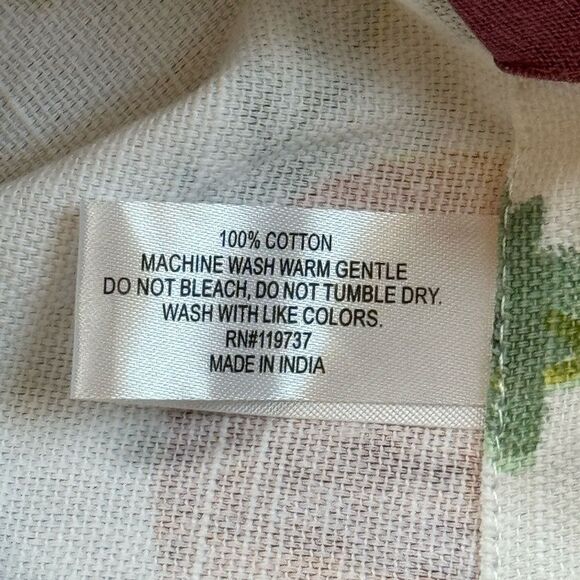 100% COTTON
MACHINE WASH WARM GENTLE
DO NOT BLEACH, DO NOT TUMBLE DRY.
WASH WITH LIKE COLORS.
RN#119737
MADE IN INDIA